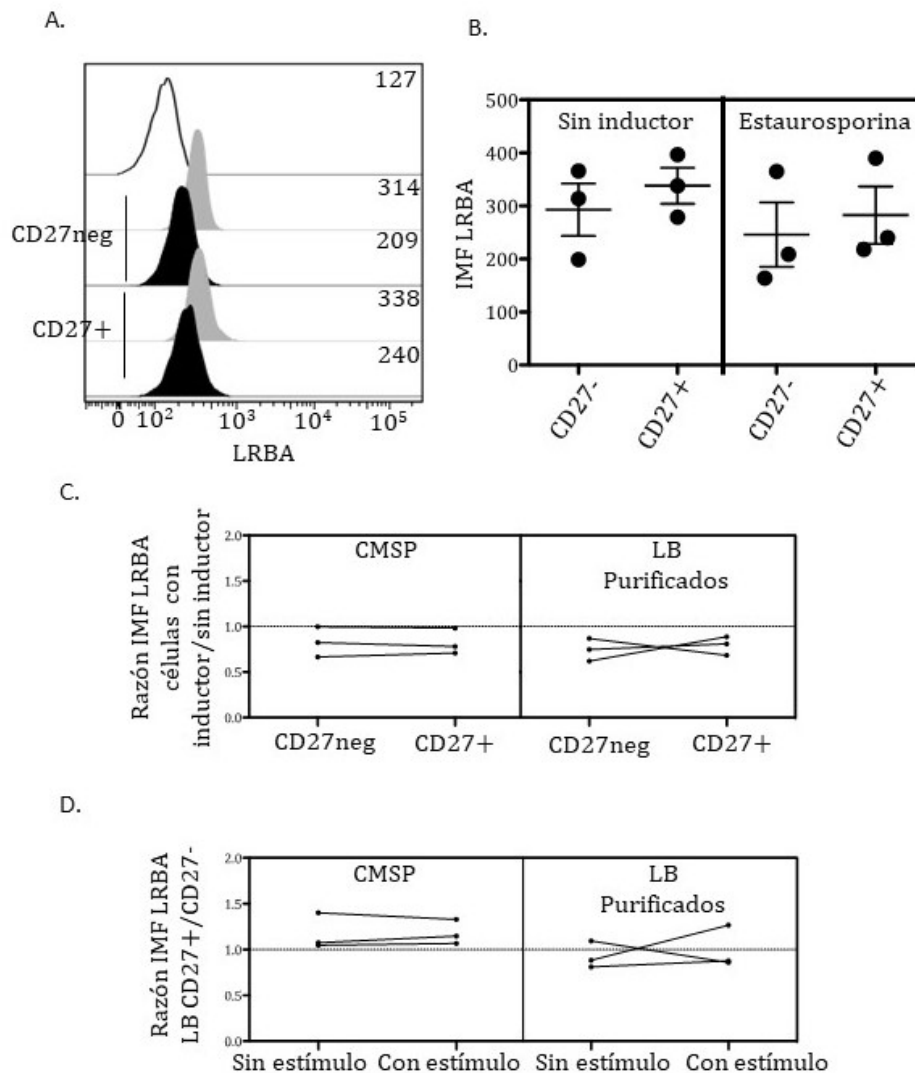 A.
127
314
CD27neg
209
338
CD27+
240
0 10² 10³ 10⁴ 10⁵
LRBA
B.
500
400
300
200
100
0
IMF LRBA
Sin inductor
Estaurosporina
CD27-
CD27+
CD27-
CD27+
C.
Razón IMF LRBA
células con
inductor/sin inductor
2.0
1.5
1.0
0.5
0.0
CMSP
LB
Purificados
CD27neg
CD27+
CD27neg
CD27+
D.
Razón IMF LRBA
LB CD27+/CD27-
2.0
1.5
1.0
0.5
0.0
CMSP
LB
Purificados
Sin estímulo
Con estímulo
Sin estímulo
Con estímulo